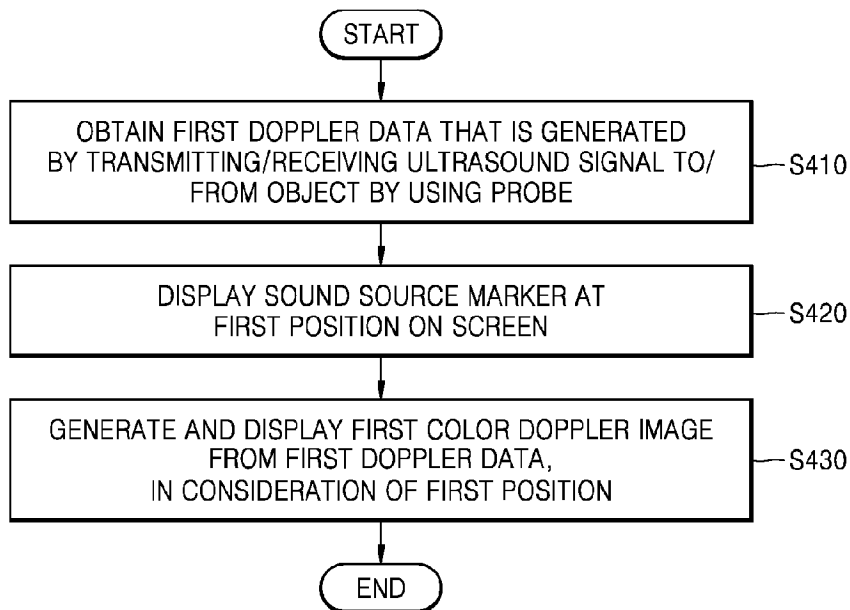 START
OBTAIN FIRST DOPPLER DATA THAT IS GENERATED
BY TRANSMITTING/RECEIVING ULTRASOUND SIGNAL TO/
FROM OBJECT BY USING PROBE
S410
DISPLAY SOUND SOURCE MARKER AT
FIRST POSITION ON SCREEN
S420
GENERATE AND DISPLAY FIRST COLOR DOPPLER IMAGE
FROM FIRST DOPPLER DATA,
IN CONSIDERATION OF FIRST POSITION
S430
END